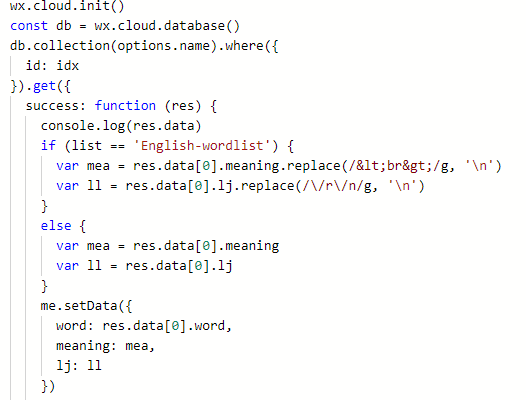 wx.cloud.init()
const db = wx.cloud.database()
db.collection(options.name).where({
  id: idx
}).get({
  success: function (res) {
    console.log(res.data)
    if (list == 'English-wordlist') {
      var mea = res.data[0].meaning.replace(/&lt;br&gt;/g, '\n')
      var ll = res.data[0].lj.replace(/\/r\/n/g, '\n')
    }
    else {
      var mea = res.data[0].meaning
      var ll = res.data[0].lj
    }
    me.setData({
      word: res.data[0].word,
      meaning: mea,
      lj: ll
    })